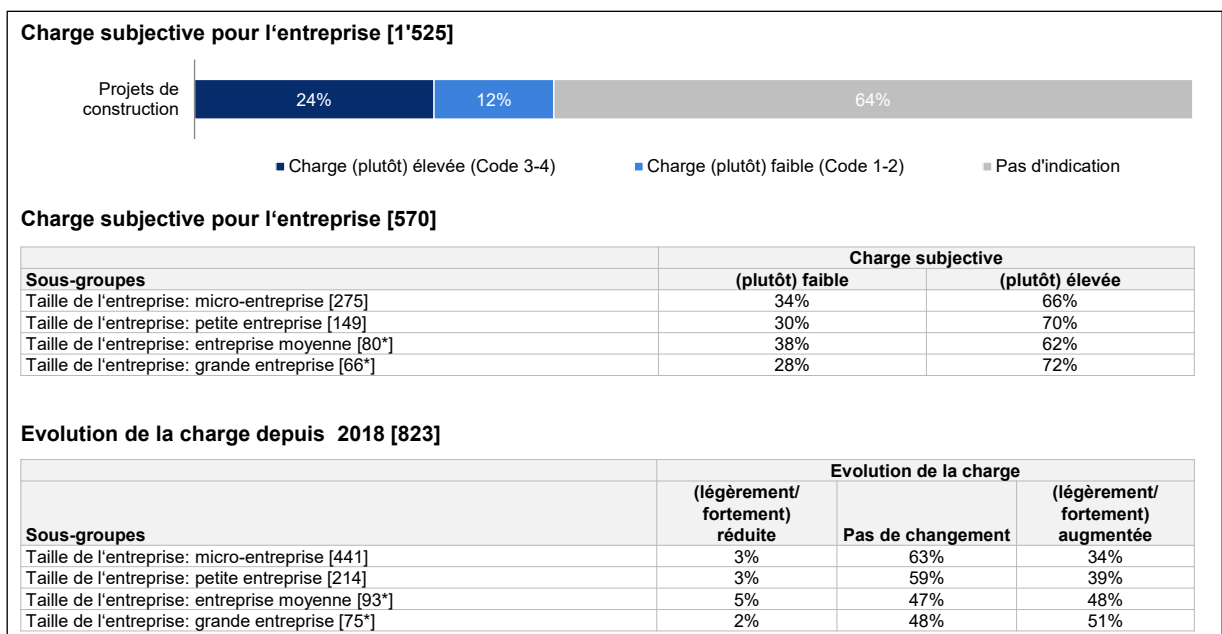 Charge subjective pour l‘entreprise [1'525]
Projets de
construction
24% 12% 64%
Charge (plutôt) élevée (Code 3-4) Charge (plutôt) faible (Code 1-2) Pas d'indication
Charge subjective pour l‘entreprise [570]
Charge subjective
Sous-groupes (plutôt) faible (plutôt) élevée
Taille de l‘entreprise: micro-entreprise [275] 34% 66%
Taille de l‘entreprise: petite entreprise [149] 30% 70%
Taille de l‘entreprise: entreprise moyenne [80*] 38% 62%
Taille de l‘entreprise: grande entreprise [66*] 28% 72%
Evolution de la charge depuis 2018 [823]
Evolution de la charge
(légèrement/ (légèrement/
fortement) fortement)
Sous-groupes réduite Pas de changement augmentée
Taille de l‘entreprise: micro-entreprise [441] 3% 63% 34%
Taille de l‘entreprise: petite entreprise [214] 3% 59% 39%
Taille de l‘entreprise: entreprise moyenne [93*] 5% 47% 48%
Taille de l‘entreprise: grande entreprise [75*] 2% 48% 51%